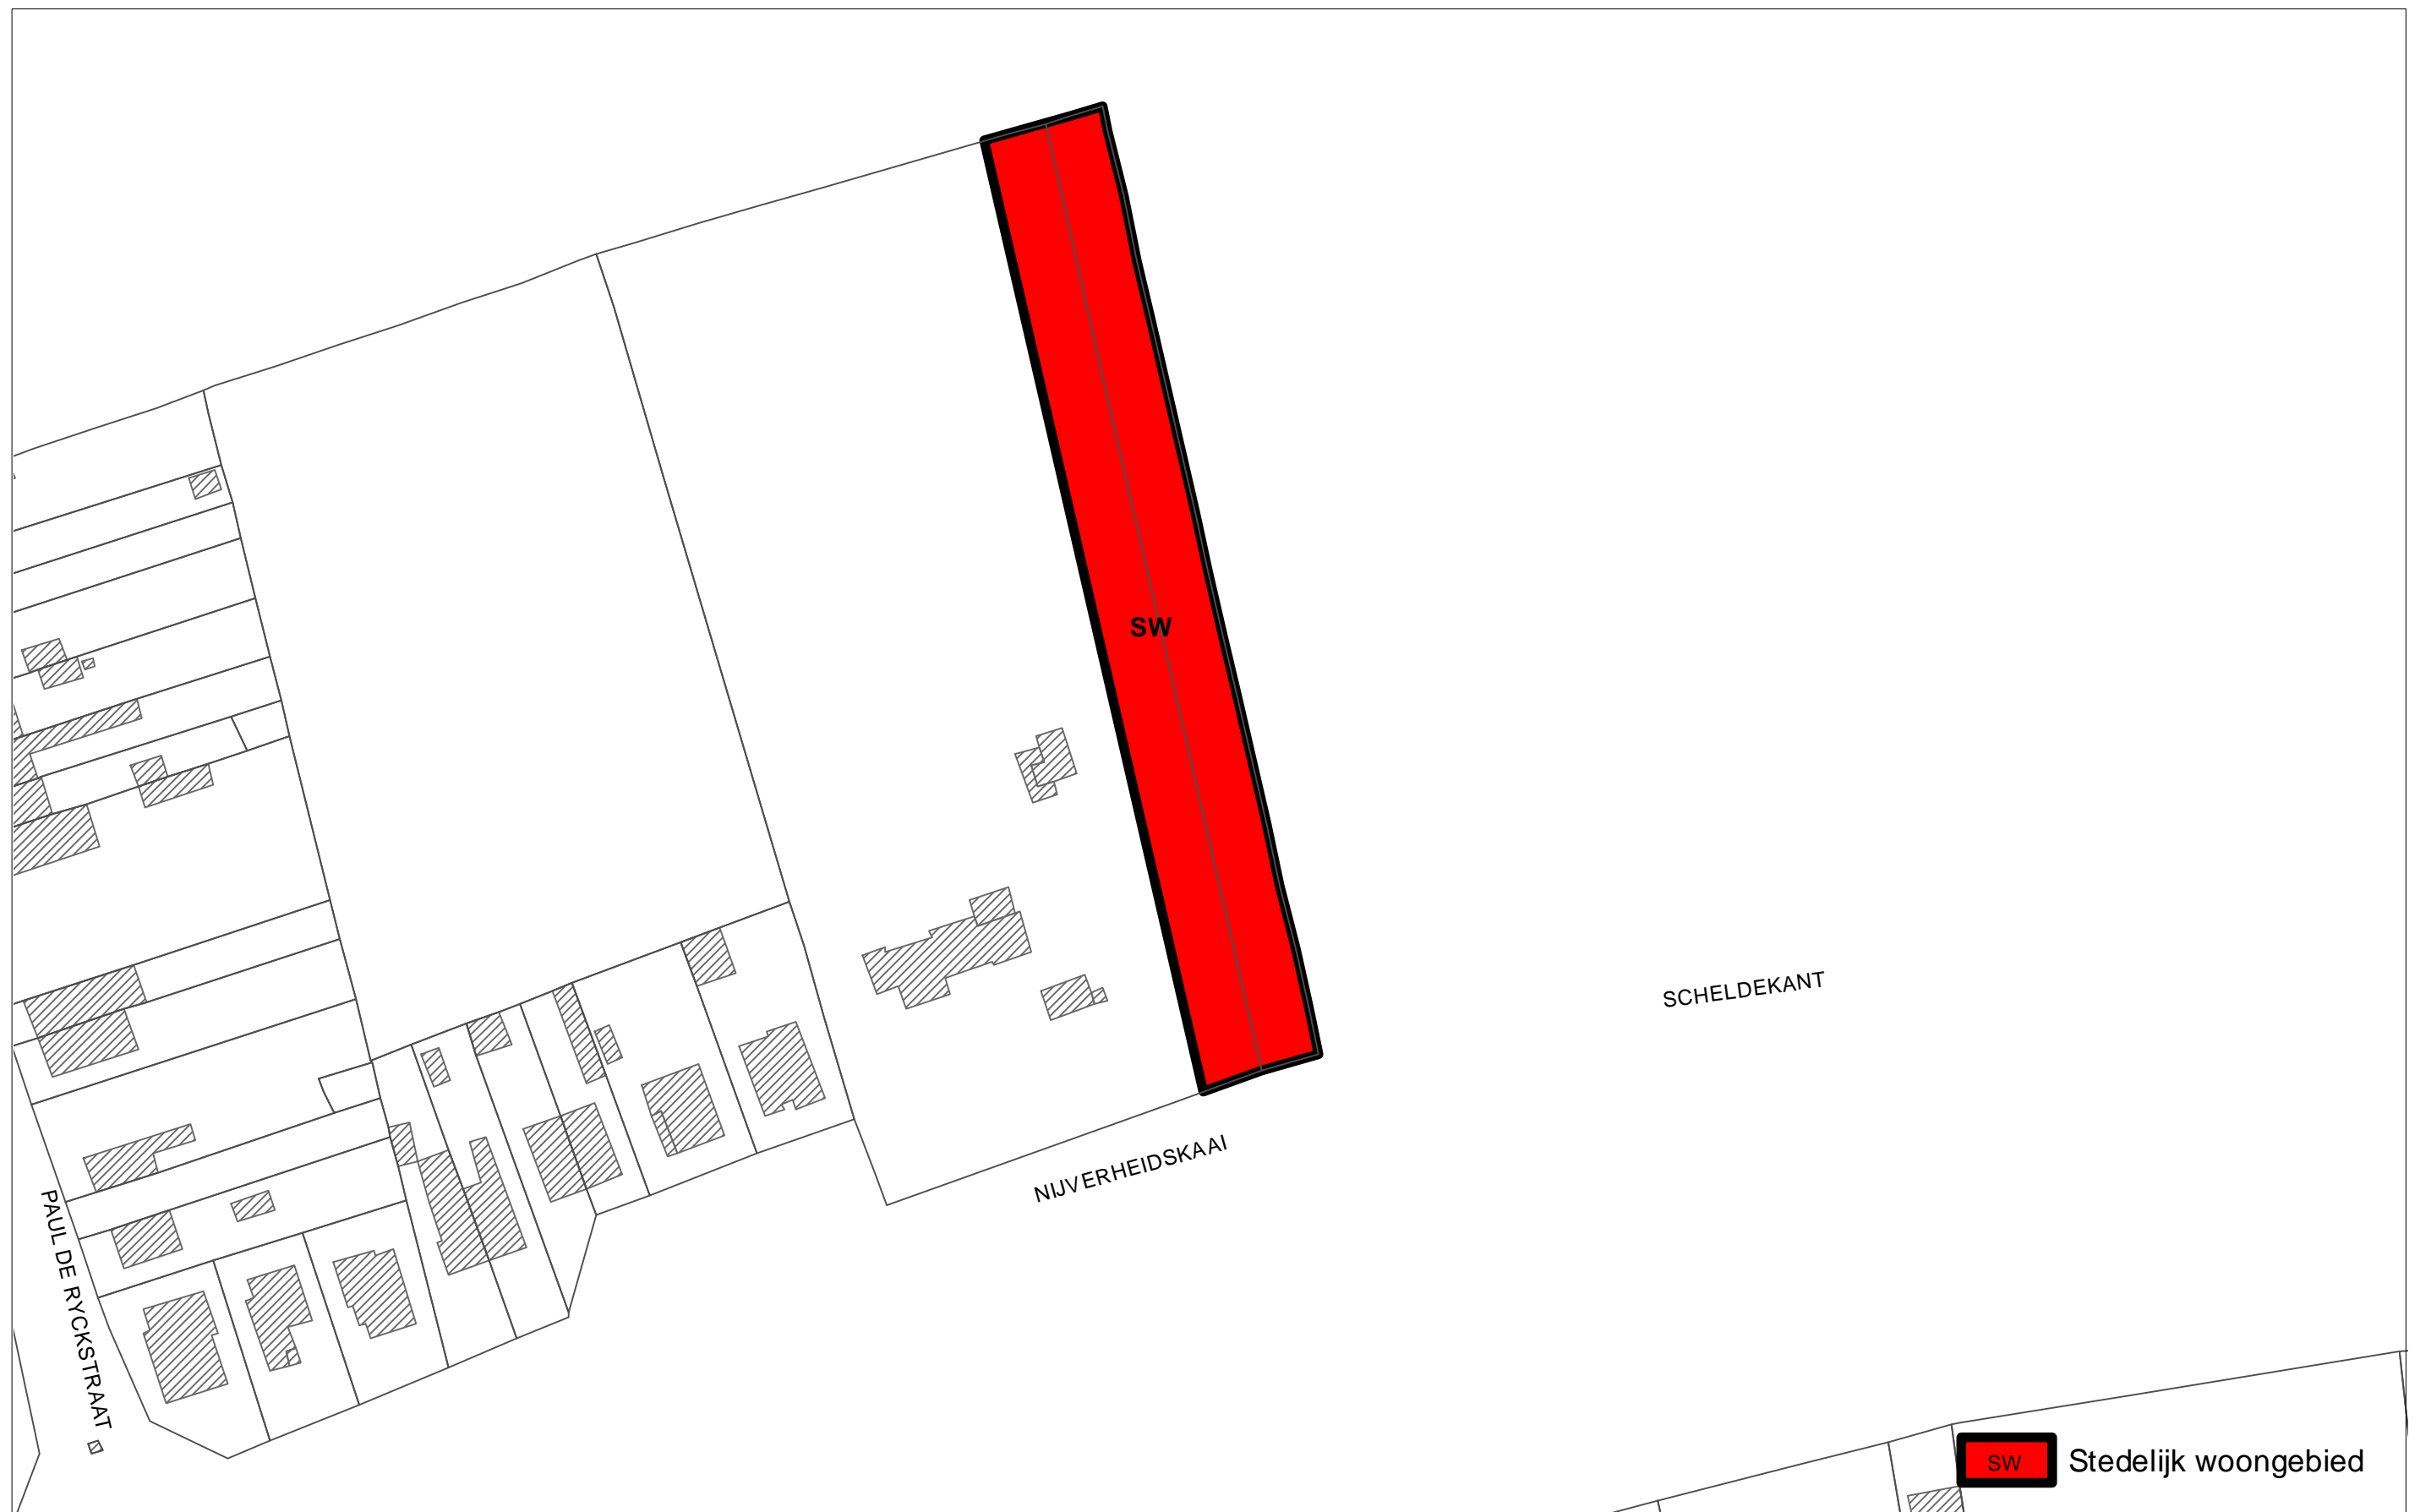 SW
SCHELDEKANT
NIJVERHEIDSKAAI
PAUL DE RYCKSTRAAT
SW Stedelijk woongebied